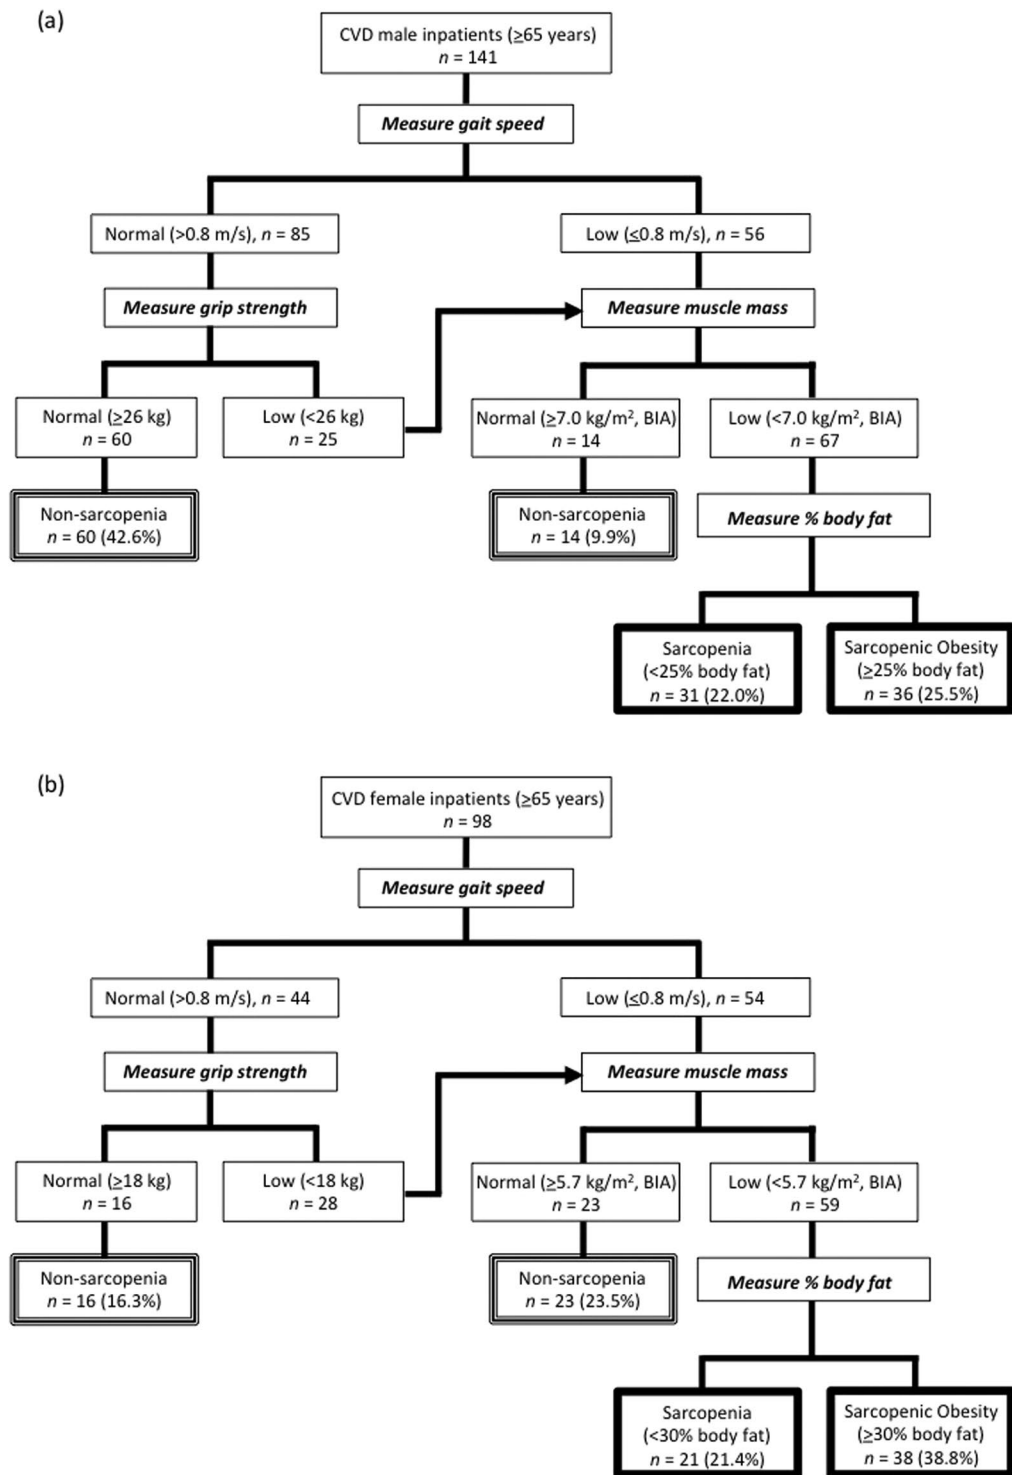 (a)
CVD male inpatients (≥65 years)
n = 141
Measure gait speed
Normal (>0.8 m/s), n = 85
Low (≤0.8 m/s), n = 56
Measure grip strength
Measure muscle mass
Normal (≥26 kg)
n = 60
Low (<26 kg)
n = 25
Normal (≥7.0 kg/m², BIA)
n = 14
Low (<7.0 kg/m², BIA)
n = 67
Non-sarcopenia
n = 60 (42.6%)
Non-sarcopenia
n = 14 (9.9%)
Measure % body fat
Sarcopenia
(<25% body fat)
n = 31 (22.0%)
Sarcopenic Obesity
(≥25% body fat)
n = 36 (25.5%)
(b)
CVD female inpatients (≥65 years)
n = 98
Measure gait speed
Normal (>0.8 m/s), n = 44
Low (≤0.8 m/s), n = 54
Measure grip strength
Measure muscle mass
Normal (≥18 kg)
n = 16
Low (<18 kg)
n = 28
Normal (≥5.7 kg/m², BIA)
n = 23
Low (<5.7 kg/m², BIA)
n = 59
Non-sarcopenia
n = 16 (16.3%)
Non-sarcopenia
n = 23 (23.5%)
Measure % body fat
Sarcopenia
(<30% body fat)
n = 21 (21.4%)
Sarcopenic Obesity
(≥30% body fat)
n = 38 (38.8%)